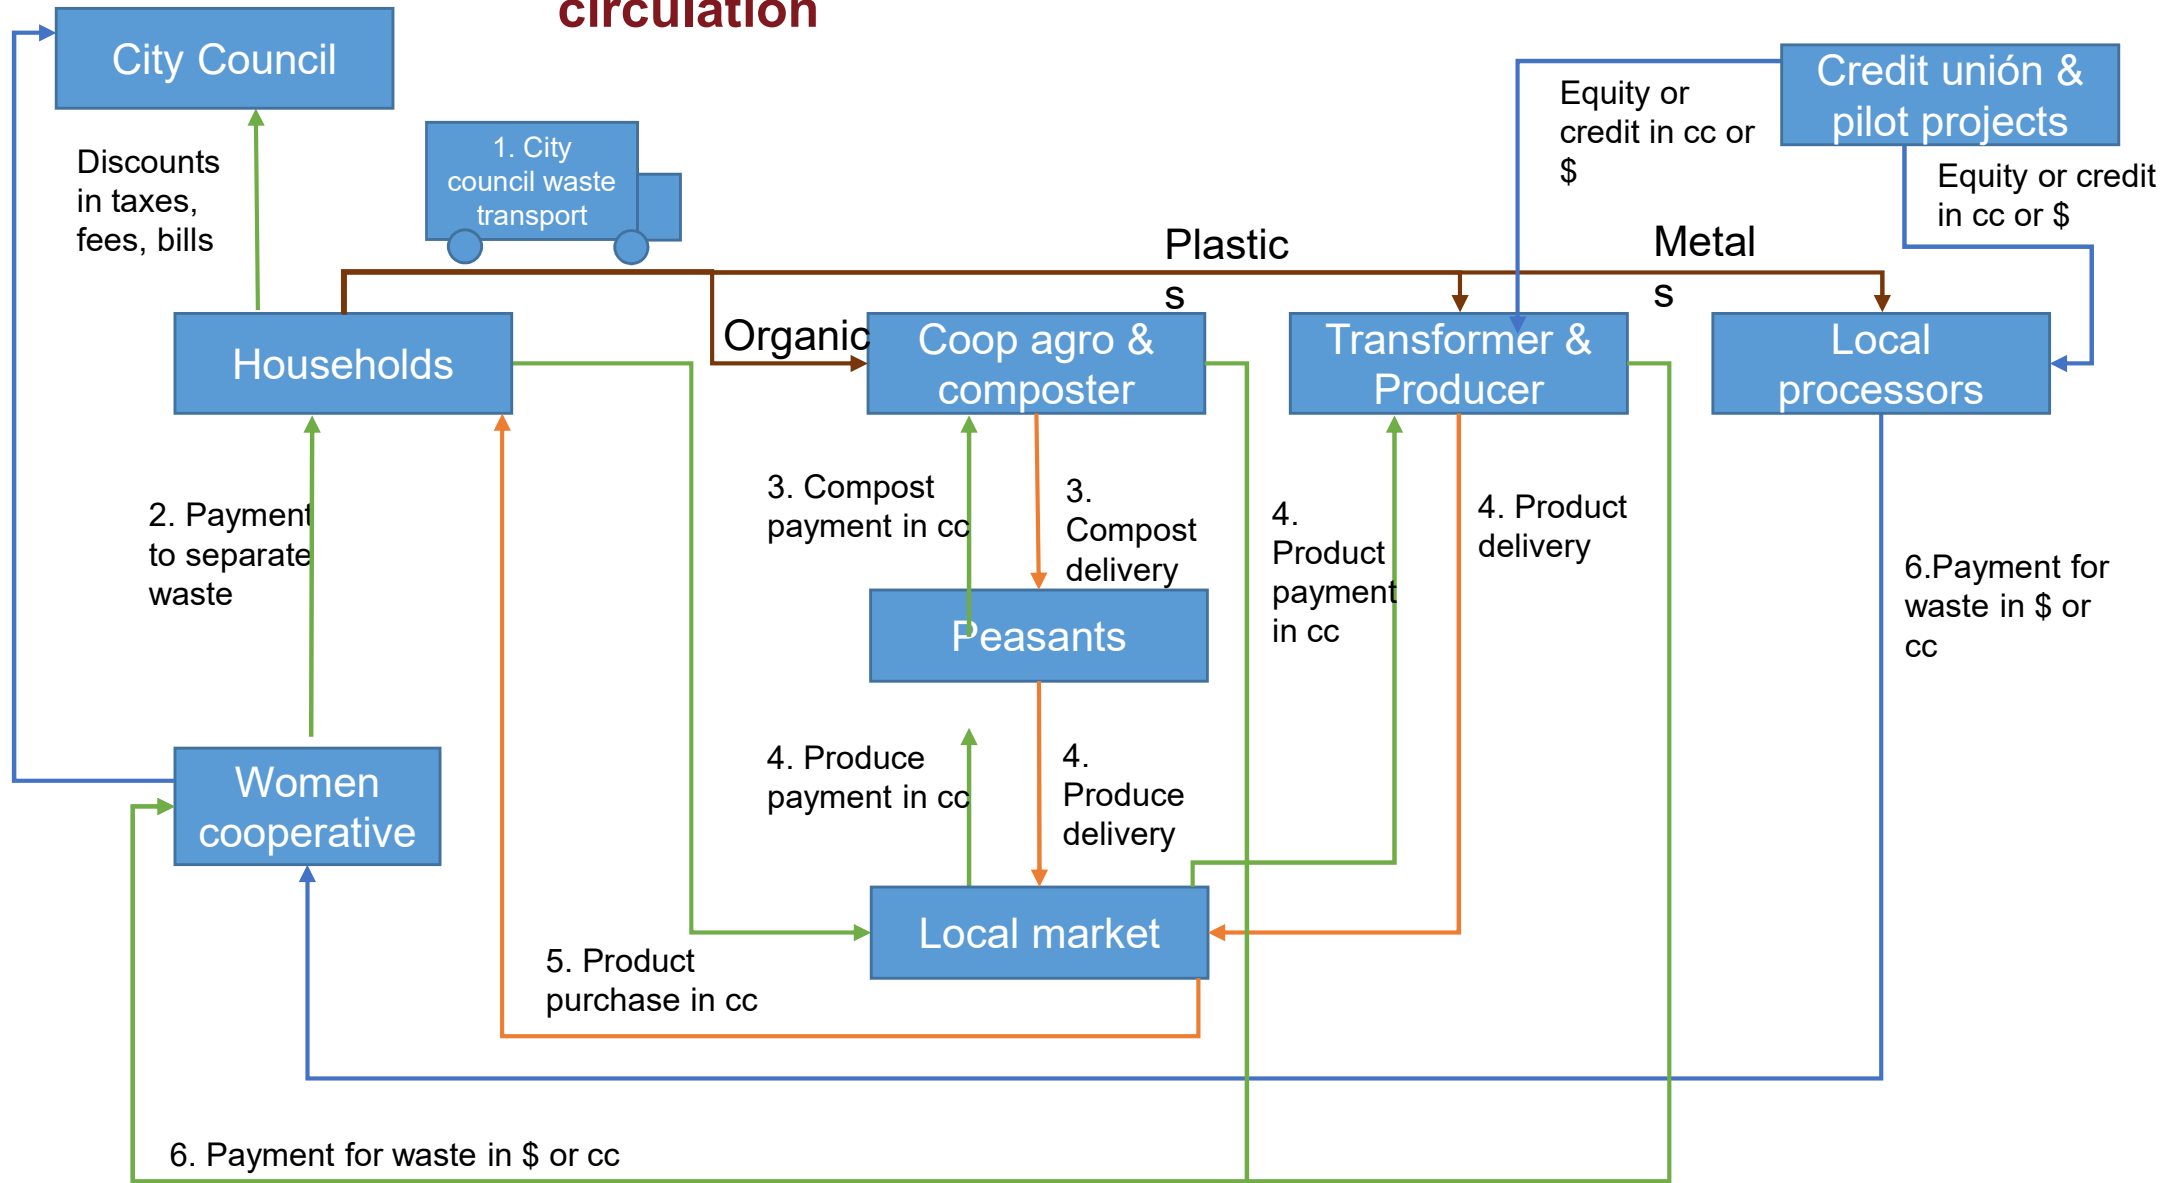 circulation
City Council
Credit unión &
pilot projects
Equity or
credit in cc or
$
1. City
council waste
transport
Discounts
in taxes,
fees, bills
Equity or credit
in cc or $
Plastic
s
Metal
s
Organic
Households
Coop agro &
composter
Transformer &
Producer
Local
processors
2. Payment
to separate
waste
3. Compost
payment in cc
3.
Compost
delivery
4.
Product
payment
in cc
4. Product
delivery
6.Payment for
waste in $ or
cc
Peasants
4. Produce
payment in cc
4.
Produce
delivery
Women
cooperative
Local market
5. Product
purchase in cc
6. Payment for waste in $ or cc